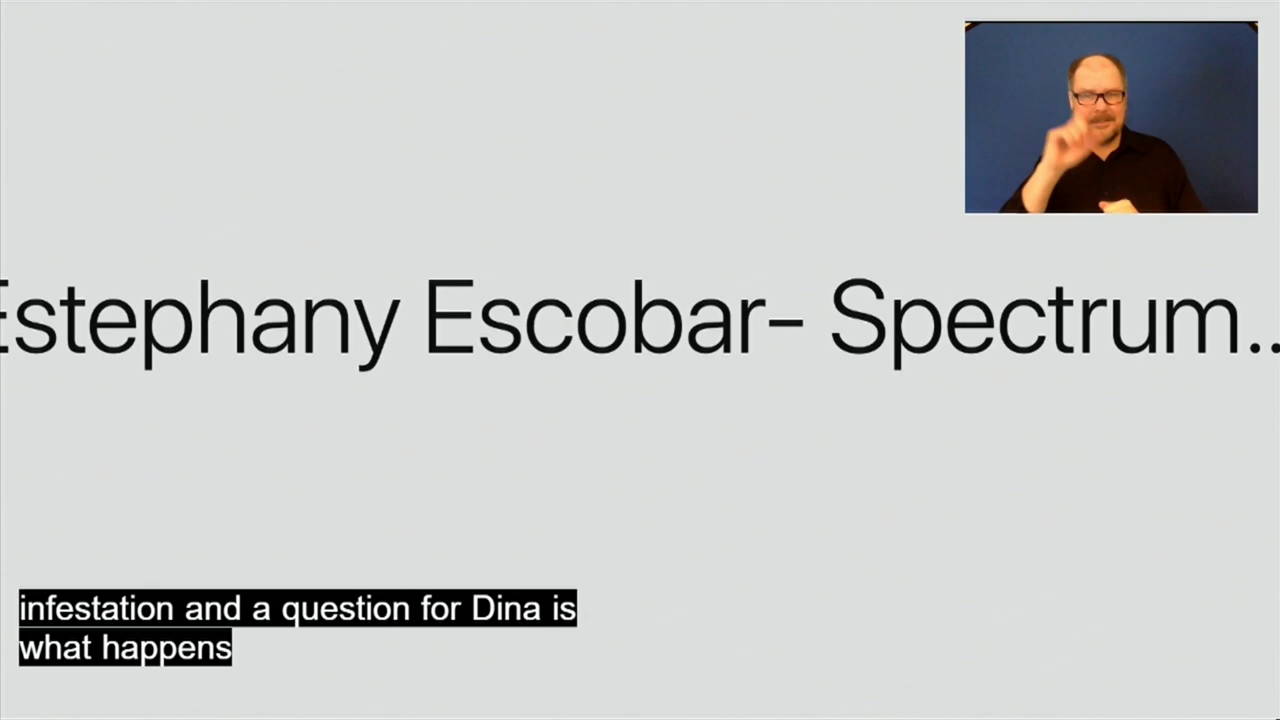 Estephany Escobar- Spectrum...
infestation and a question for Dina is
what happens